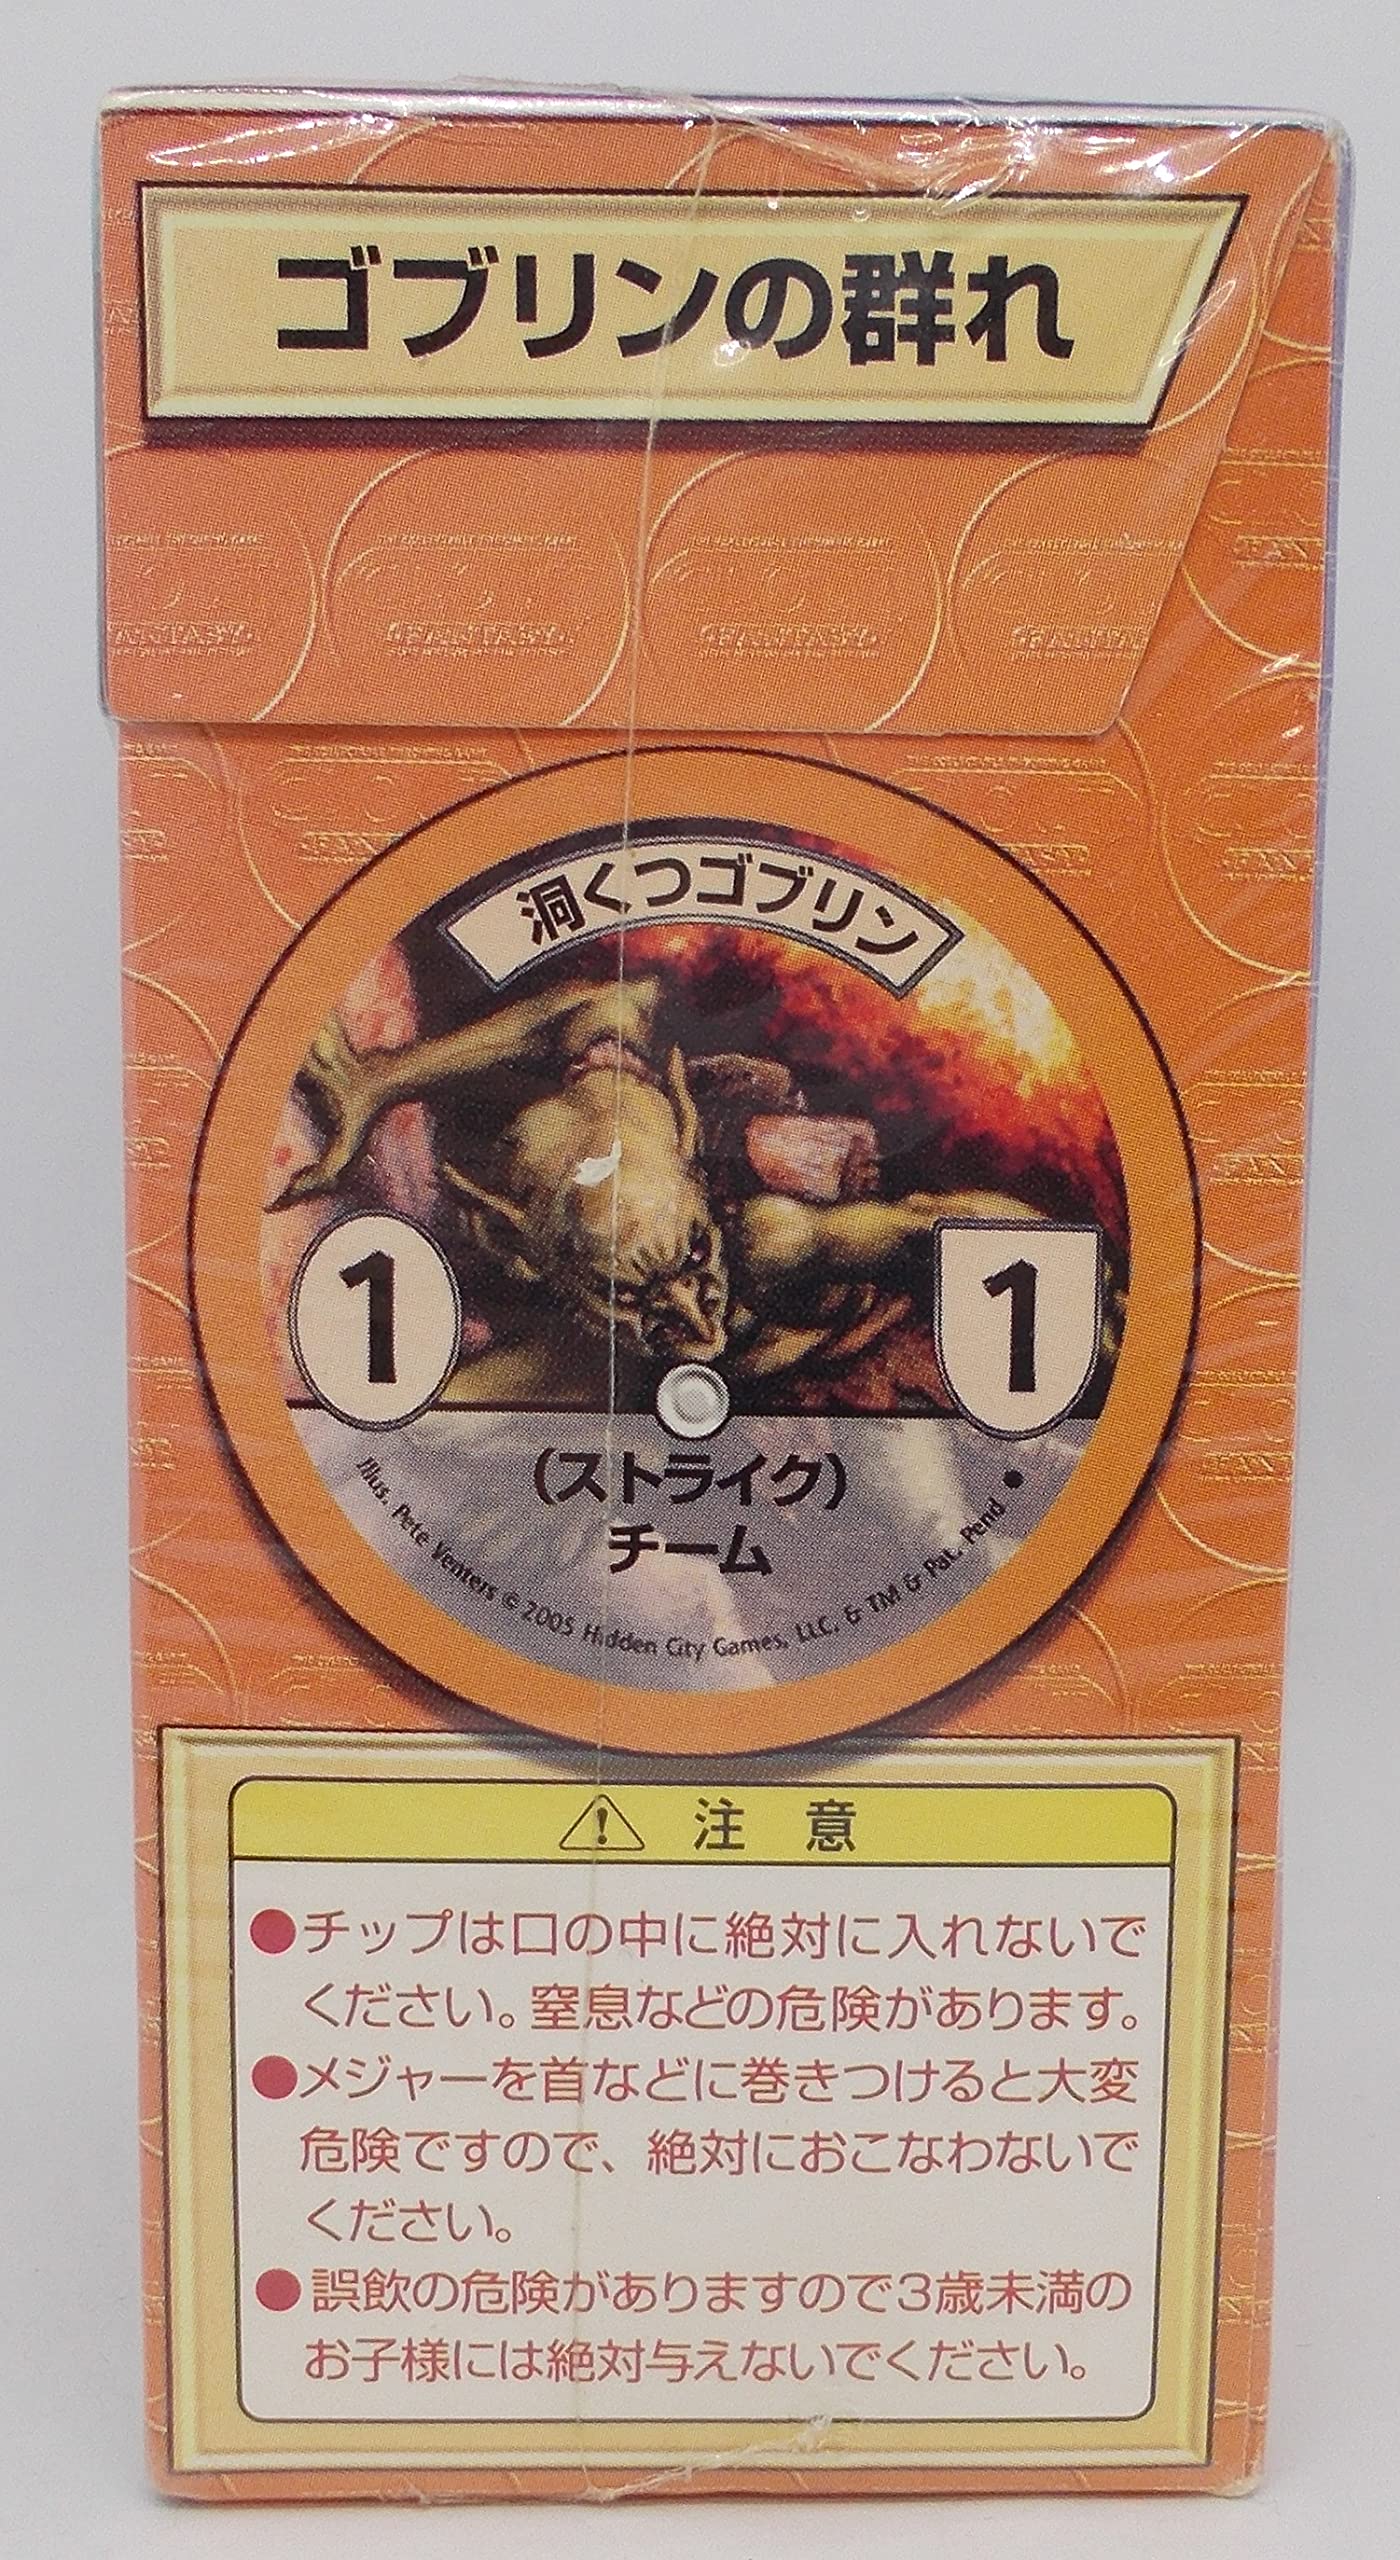 ゴブリンの群れ
洞くつゴブリン
1
1
(ストライク)
チーム
Illus. Pete Venters © 2005 Hidden City Games, LLC. & TM & Pat. Pend
⚠ 注 意
●チップは口の中に絶対に入れないで
ください。窒息などの危険があります。
●メジャーを首などに巻きつけると大変
危険ですので、絶対におこなわないで
ください。
●誤飲の危険がありますので3歳未満の
お子様には絶対与えないでください。